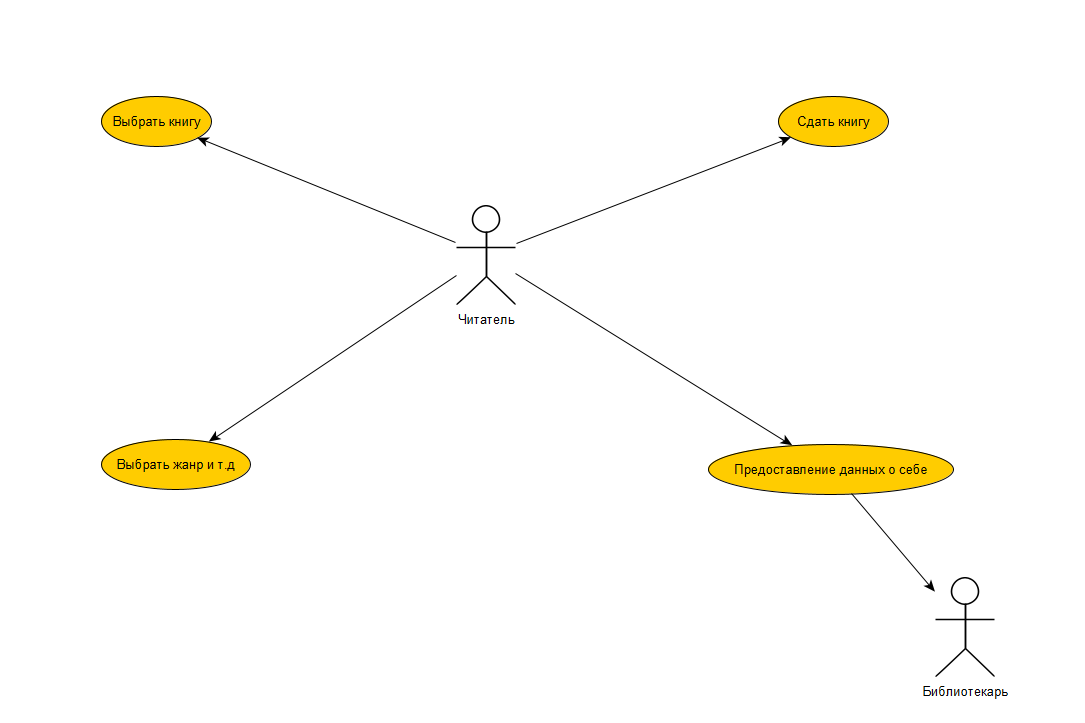 Выбрать книгу
Сдать книгу
Читатель
Выбрать жанр и т.д
Предоставление данных о себе
Библиотекарь